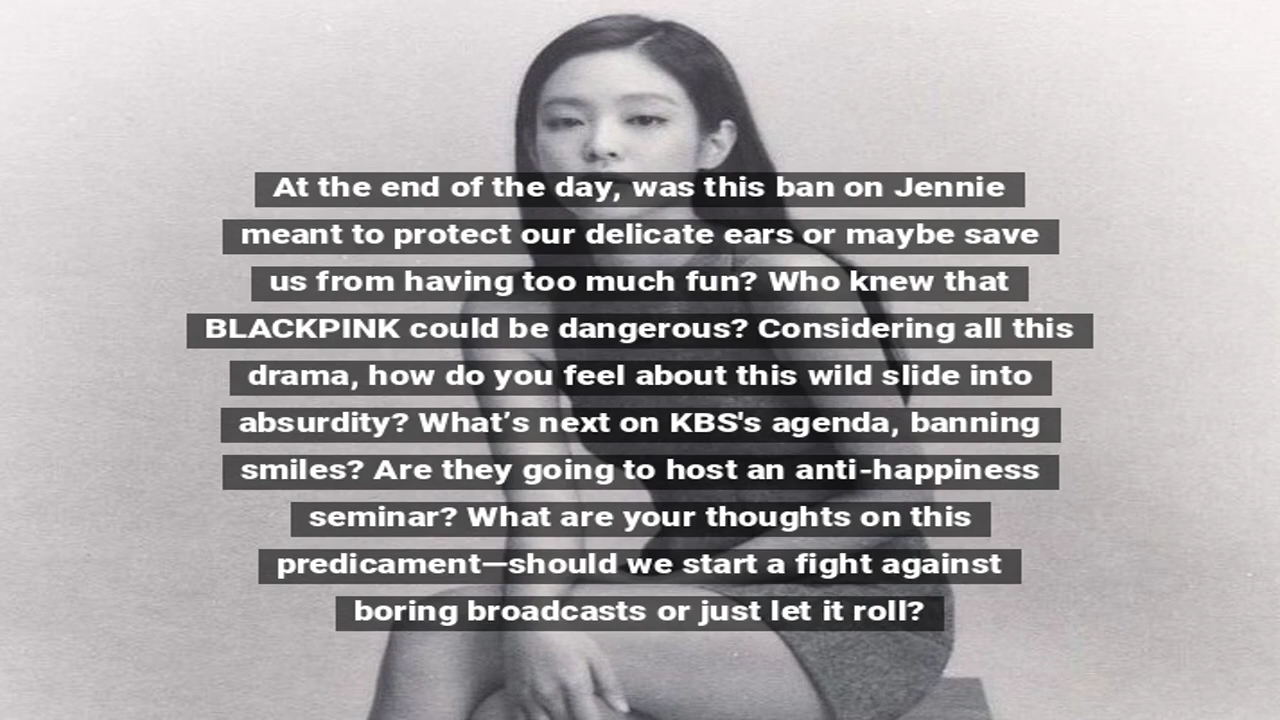 At the end of the day, was this ban on Jennie
meant to protect our delicate ears or maybe save
us from having too much fun? Who knew that
BLACKPINK could be dangerous? Considering all this
drama, how do you feel about this wild slide into
absurdity? What’s next on KBS's agenda, banning
smiles? Are they going to host an anti-happiness
seminar? What are your thoughts on this
predicament—should we start a fight against
boring broadcasts or just let it roll?